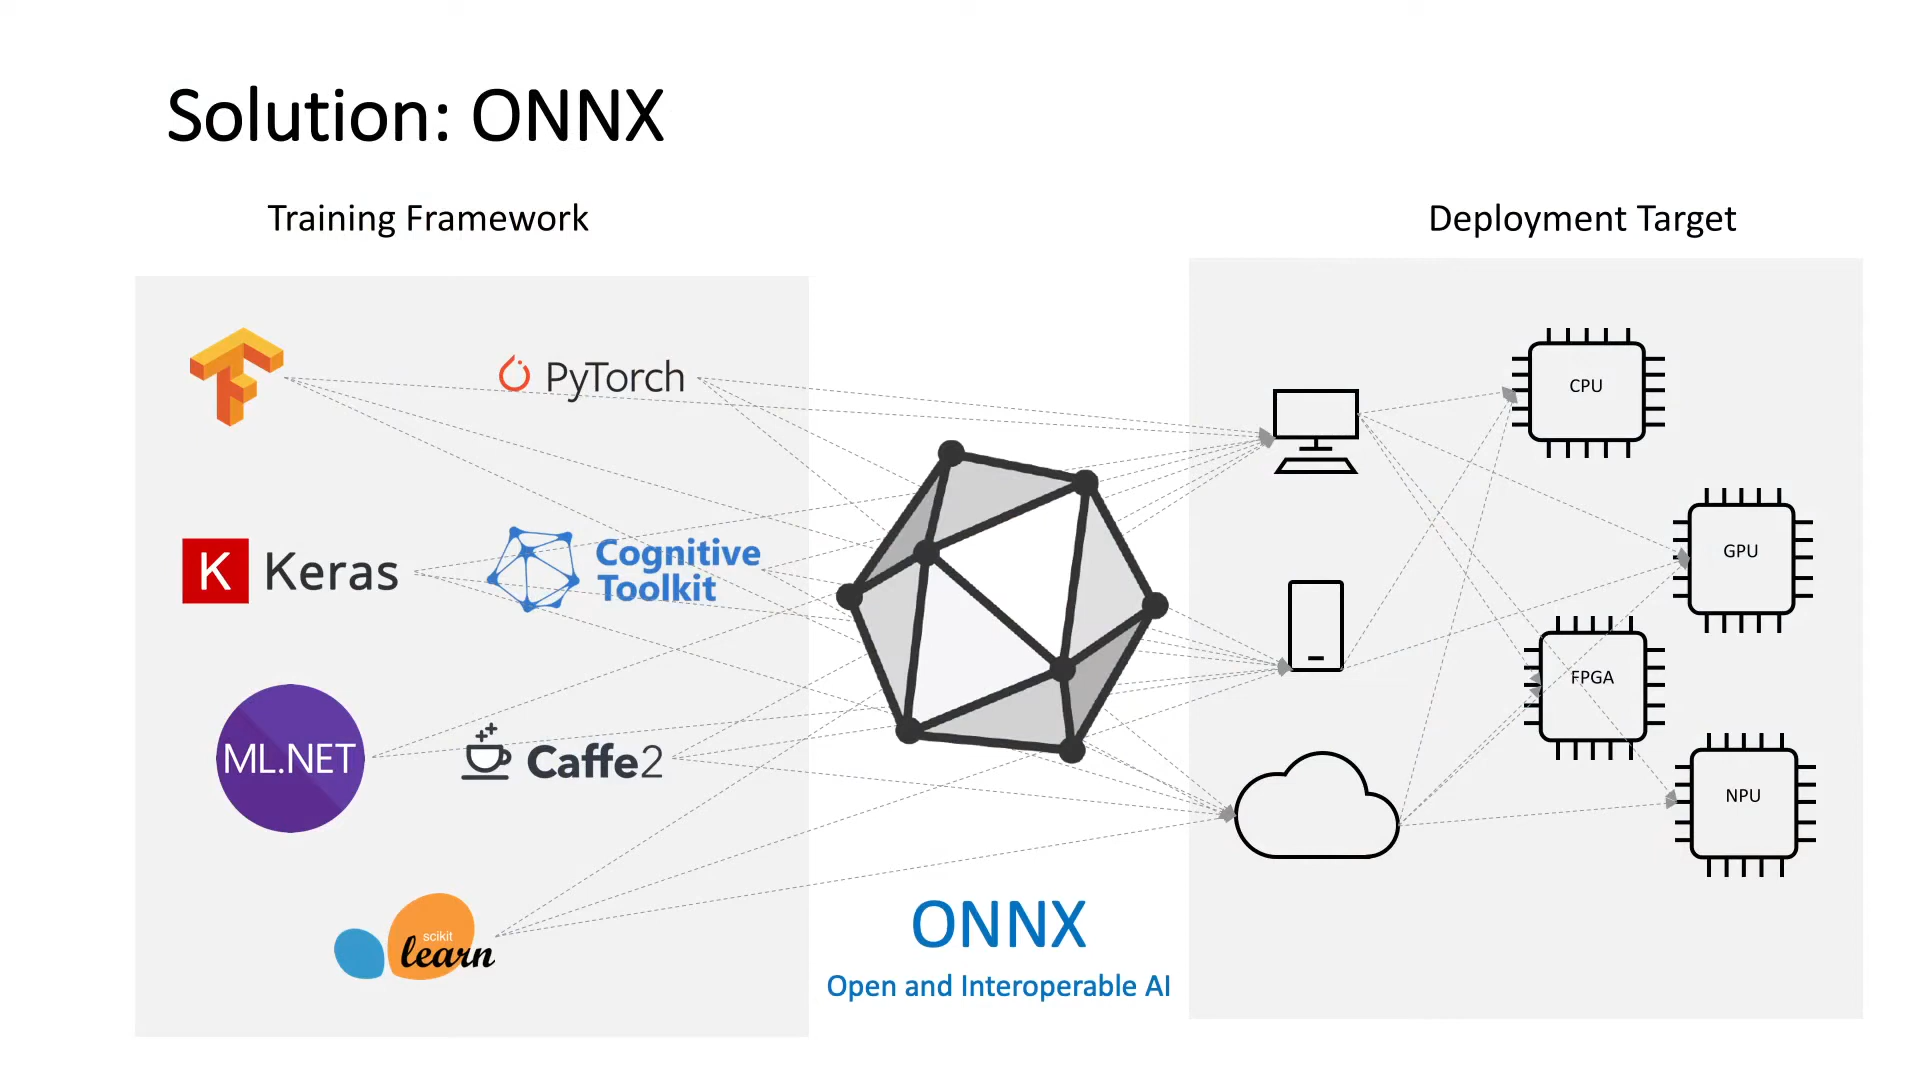 Solution: ONNX
Training Framework
Deployment Target
PyTorch
CPU
K Keras
Cognitive
Toolkit
GPU
FPGA
ML.NET
Caffe2
NPU
scikit
learn
ONNX
Open and Interoperable AI